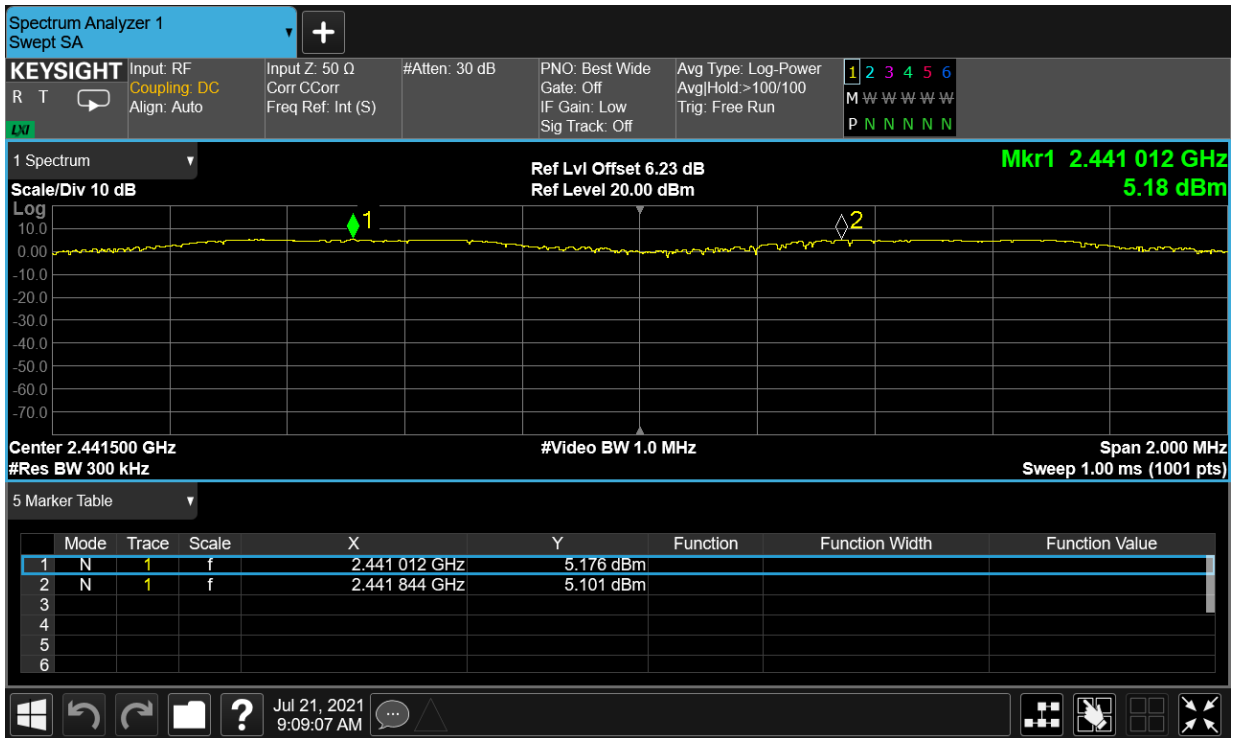 Spectrum Analyzer 1
Swept SA
KEYSIGHT
R T
LXI
Input: RF
Coupling: DC
Align: Auto
Input Z: 50 Ω
Corr CCorr
Freq Ref: Int (S)
#Atten: 30 dB
PNO: Best Wide
Gate: Off
IF Gain: Low
Sig Track: Off
Avg Type: Log-Power
Avg|Hold:>100/100
Trig: Free Run
1 2 3 4 5 6
M W W W W W
P N N N N N
1 Spectrum
Ref Lvl Offset 6.23 dB
Mkr1 2.441 012 GHz
Scale/Div 10 dB
Ref Level 20.00 dBm
5.18 dBm
Log
1
2
10.0
0.00
-10.0
-20.0
-30.0
-40.0
-50.0
-60.0
-70.0
Center 2.441500 GHz
#Video BW 1.0 MHz
Span 2.000 MHz
#Res BW 300 kHz
Sweep 1.00 ms (1001 pts)
5 Marker Table
Mode Trace Scale X Y Function Function Width Function Value
1 N 1 f 2.441 012 GHz 5.176 dBm
2 N 1 f 2.441 844 GHz 5.101 dBm
3
4
5
6
?
Jul 21, 2021
9:09:07 AM